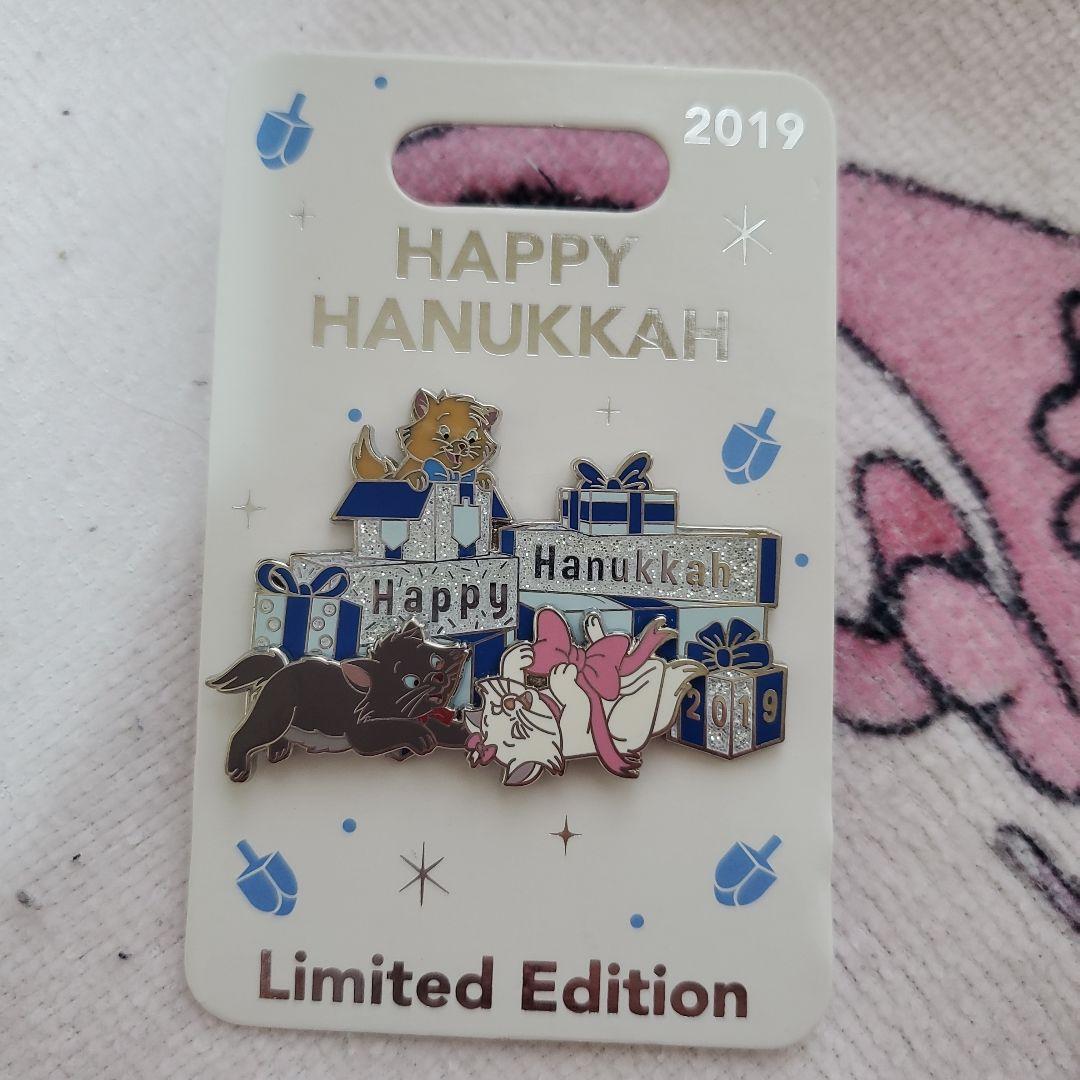 2019
HAPPY
HANUKKAH
Happy
Hanukkah
2019
Limited Edition